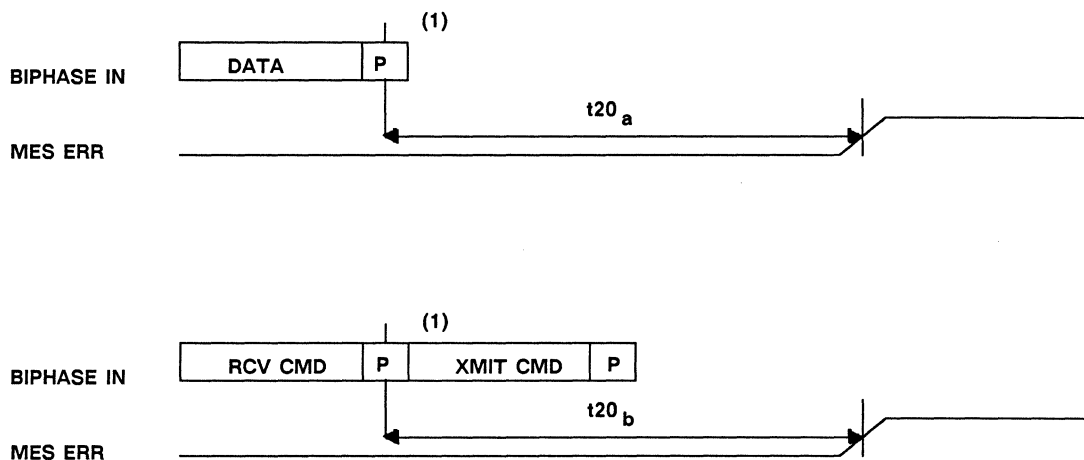 (1)
BIPHASE IN DATA P
t20 a
MES ERR
(1)
BIPHASE IN RCV CMD P XMIT CMD P
t20 b
MES ERR